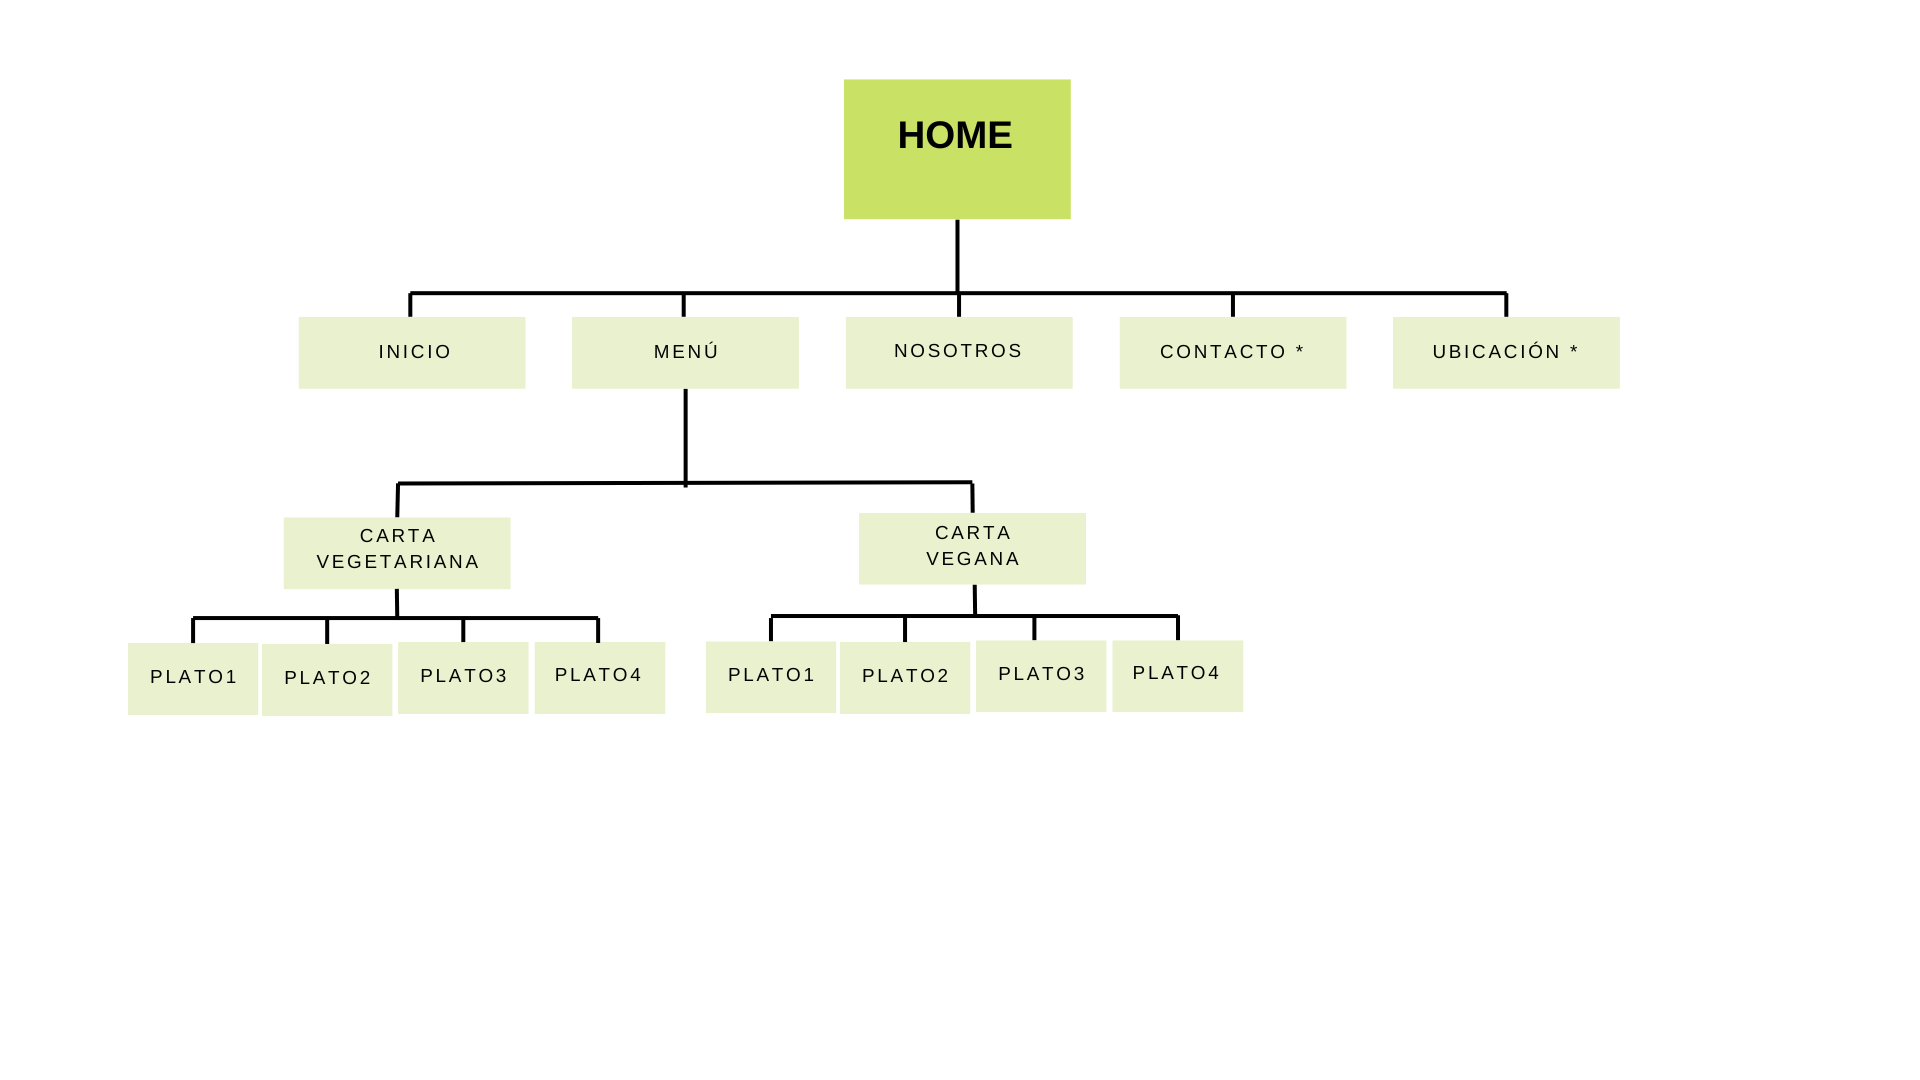 HOME
INICIO
MENÚ
NOSOTROS
CONTACTO *
UBICACIÓN *
CARTA
VEGETARIANA
CARTA
VEGANA
PLATO1
PLATO2
PLATO3
PLATO4
PLATO1
PLATO2
PLATO3
PLATO4